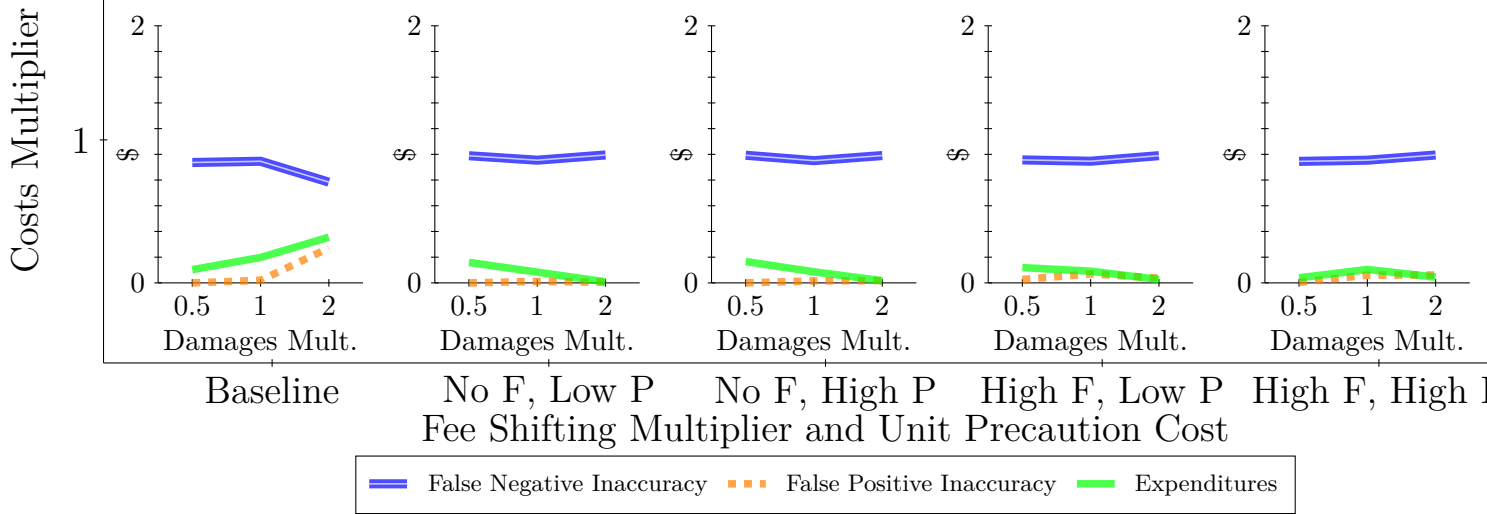 Costs Multiplier
1
2
0
$
0.5 1 2
Damages Mult.
2
0
$
0.5 1 2
Damages Mult.
2
0
$
0.5 1 2
Damages Mult.
2
0
$
0.5 1 2
Damages Mult.
2
0
$
0.5 1 2
Damages Mult.
Baseline
No F, Low P
No F, High P
High F, Low P
High F, High P
Fee Shifting Multiplier and Unit Precaution Cost
False Negative Inaccuracy
False Positive Inaccuracy
Expenditures